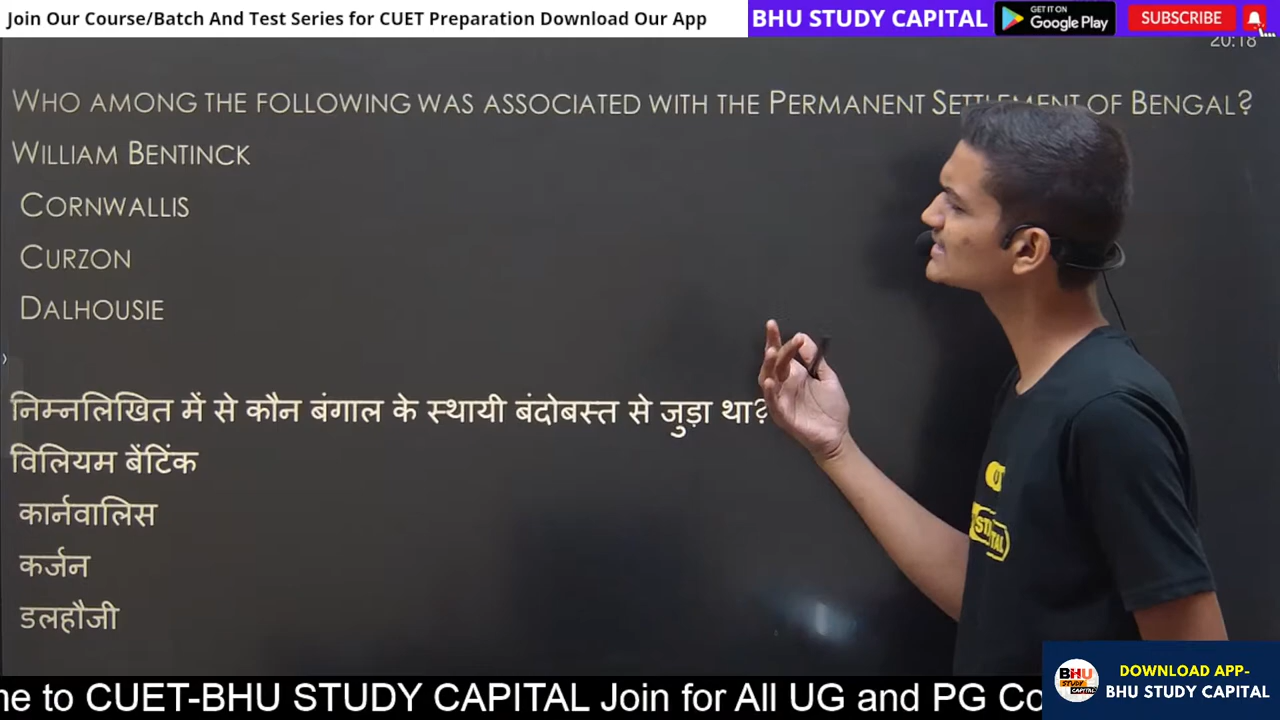 Join Our Course/Batch And Test Series for CUET Preparation Download Our App
BHU STUDY CAPITAL
GET IT ON
Google Play
SUBSCRIBE
20:18
WHO AMONG THE FOLLOWING WAS ASSOCIATED WITH THE PERMANENT SETTLEMENT OF BENGAL?
WILLIAM BENTINCK
CORNWALLIS
CURZON
DALHOUSIE
निम्नलिखित में से कौन बंगाल के स्थायी बंदोबस्त से जुड़ा था?
विलियम बेंटिंक
कार्नवालिस
कर्जन
डलहौजी
to CUET-BHU STUDY CAPITAL Join for All UG and PG
BHU
STUDY
CAPITAL
DOWNLOAD APP-
BHU STUDY CAPITAL